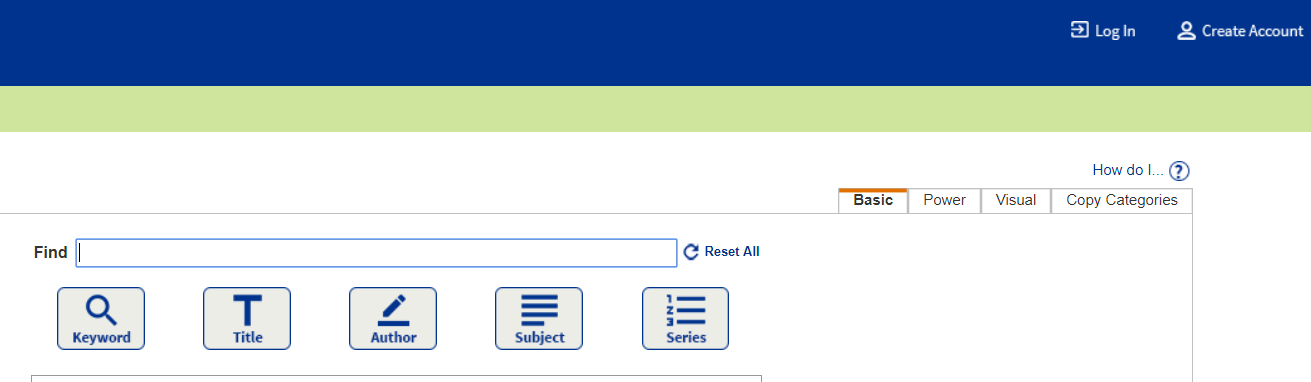 Log In Create Account
How do I... ?
Basic Power Visual Copy Categories
Find Reset All
Keyword Title Author Subject Series